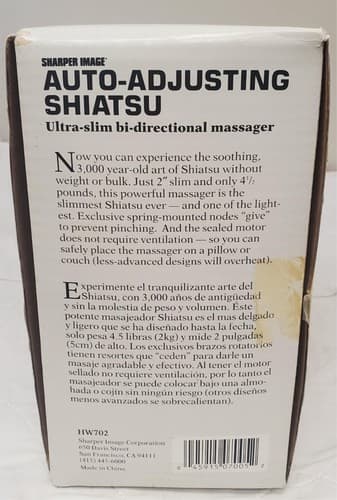 SHARPER IMAGE
AUTO-ADJUSTING
SHIATSU
Ultra-slim bi-directional massager
Now you can experience the soothing,
3,000 year-old art of Shiatsu without
weight or bulk. Just 2" slim and only 4½
pounds, this powerful massager is the
slimmest Shiatsu ever — and one of the light-
est. Exclusive spring-mounted nodes "give"
to prevent pinching. And the sealed motor
does not require ventilation — so you can
safely place the massager on a pillow or
couch (less-advanced designs will overheat).
Experimente el tranquilizante arte del
Shiatsu, con 3,000 años de antigüedad
y sin la molestia de peso y volumen. Este
potente masajeador Shiatsu es el mas delgado
y ligero que se ha diseñado hasta la fecha,
solo pesa 4.5 libras (2kg) y mide 2 pulgadas
(5cm) de alto. Los exclusivos brazos rotatorios
tienen resortes que "ceden" para darle un
masaje agradable y efectivo. Al tener el motor
sellado no requiere ventilación, por lo tanto el
masajeador se puede colocar bajo una almo-
hada o cojin sin ningún riesgo (otros diseños
menos avanzados se sobrecalientan).
HW702
Sharper Image Corporation
650 Davis Street
San Francisco, CA 94111
(415) 445-6000
Made in China
45915 07005